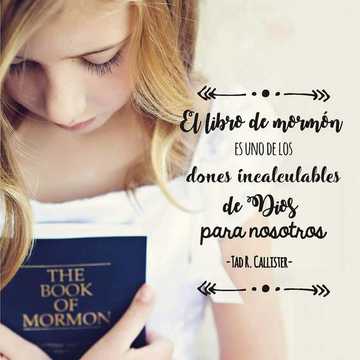 El libro de mormón
ES UNO DE LOS
dones incalculables
de Dios
para nosotros
-TAD R. CALLISTER-
THE
BOOK
OF
MORMON